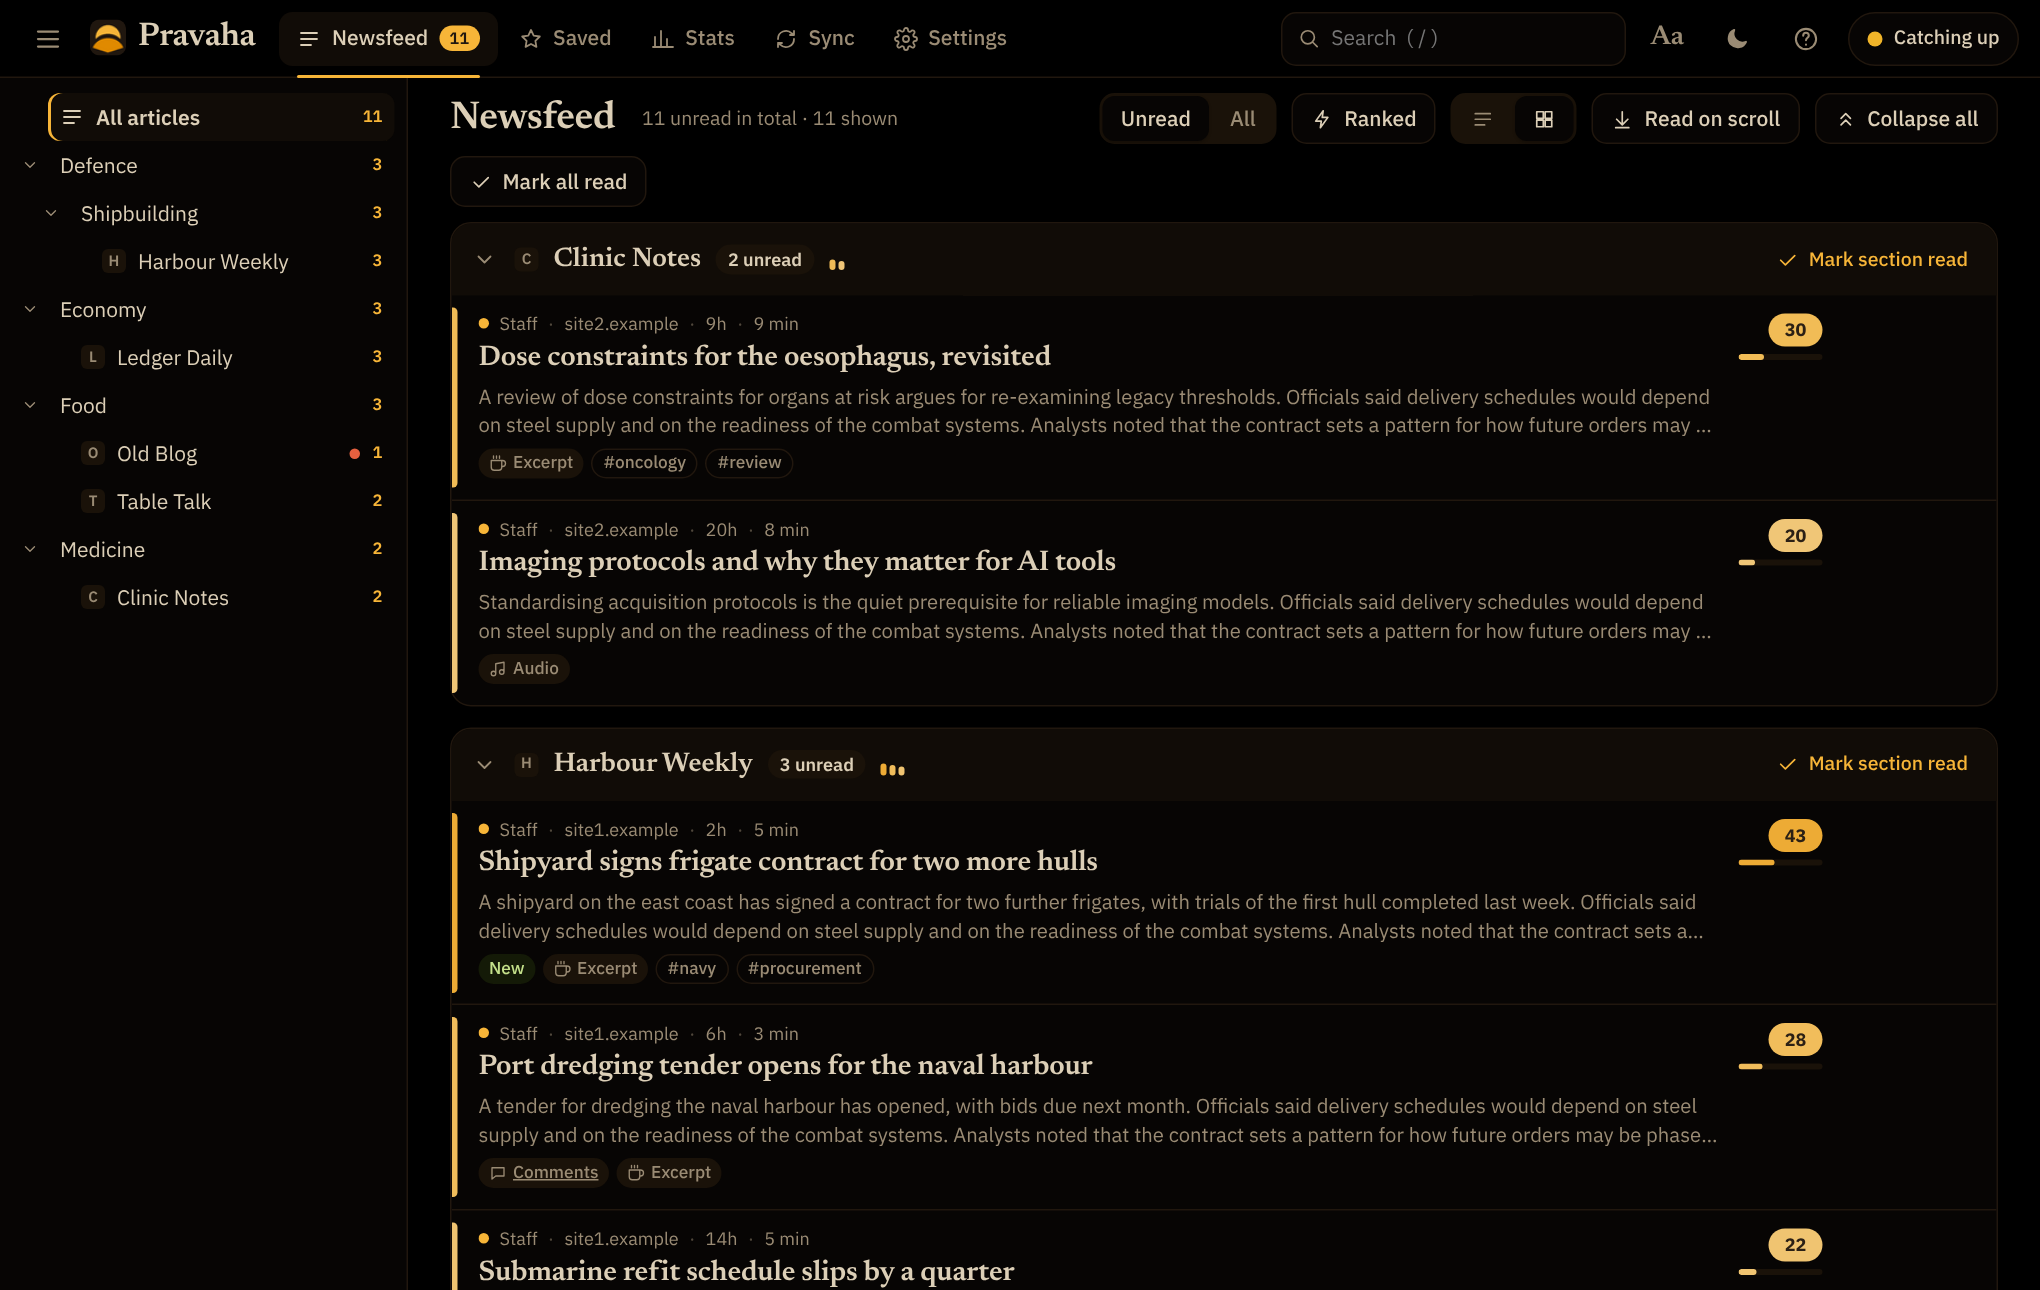 Pravaha
Newsfeed 11
Saved
Stats
Sync
Settings
Search (/)
Aa
Catching up
All articles 11
Defence 3
Shipbuilding 3
H Harbour Weekly 3
Economy 3
L Ledger Daily 3
Food 3
O Old Blog 1
T Table Talk 2
Medicine 2
C Clinic Notes 2
Newsfeed 11 unread in total · 11 shown
Unread All
Ranked
Read on scroll
Collapse all
Mark all read
C Clinic Notes 2 unread
Mark section read
Staff · site2.example · 9h · 9 min
30
Dose constraints for the oesophagus, revisited
A review of dose constraints for organs at risk argues for re-examining legacy thresholds. Officials said delivery schedules would depend
on steel supply and on the readiness of the combat systems. Analysts noted that the contract sets a pattern for how future orders may ...
Excerpt #oncology #review
Staff · site2.example · 20h · 8 min
20
Imaging protocols and why they matter for AI tools
Standardising acquisition protocols is the quiet prerequisite for reliable imaging models. Officials said delivery schedules would depend
on steel supply and on the readiness of the combat systems. Analysts noted that the contract sets a pattern for how future orders may ...
Audio
H Harbour Weekly 3 unread
Mark section read
Staff · site1.example · 2h · 5 min
43
Shipyard signs frigate contract for two more hulls
A shipyard on the east coast has signed a contract for two further frigates, with trials of the first hull completed last week. Officials said
delivery schedules would depend on steel supply and on the readiness of the combat systems. Analysts noted that the contract sets a...
New Excerpt #navy #procurement
Staff · site1.example · 6h · 3 min
28
Port dredging tender opens for the naval harbour
A tender for dredging the naval harbour has opened, with bids due next month. Officials said delivery schedules would depend on steel
supply and on the readiness of the combat systems. Analysts noted that the contract sets a pattern for how future orders may be phase...
Comments Excerpt
Staff · site1.example · 14h · 5 min
22
Submarine refit schedule slips by a quarter